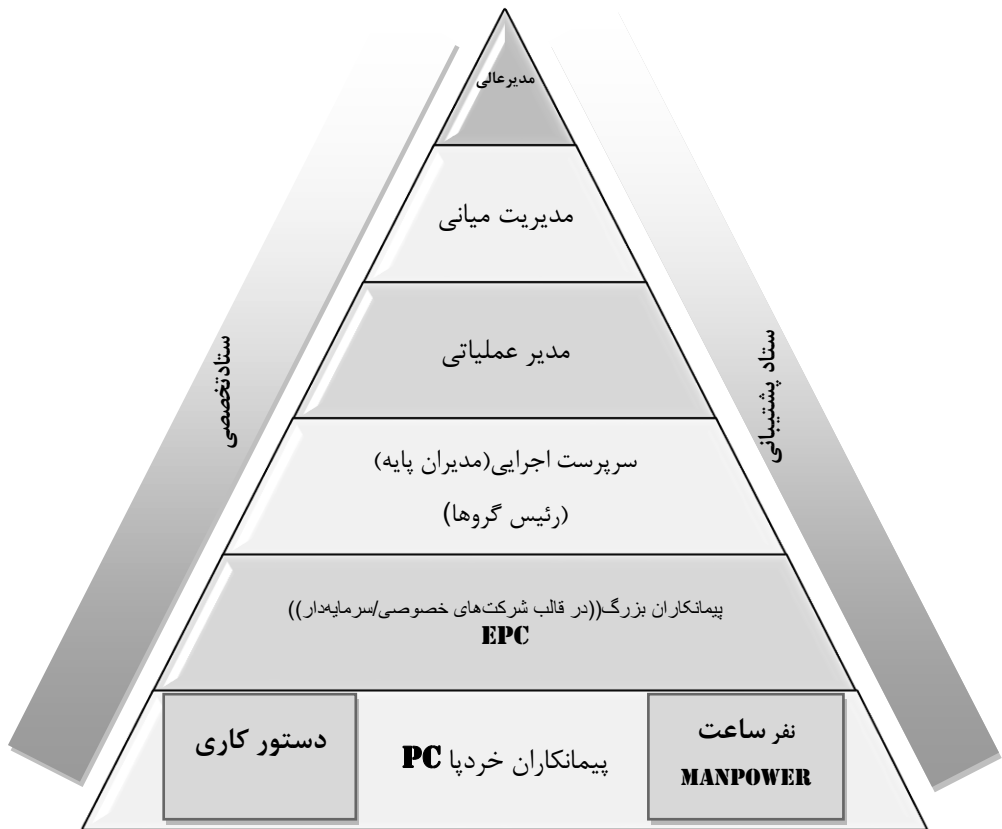 مدیرعالی
مدیریت میانی
مدیر عملیاتی
سرپرست اجرایی(مدیران پایه)
(رئیس گروها)
پیمانکاران بزرگ((در قالب شرکت‌های خصوصی/سرمایه‌دار))
EPC
نفر ساعت
MANPOWER
پیمانکاران خردپا PC
دستور کاری
ستاد پشتیبانی
ستادتخصصی